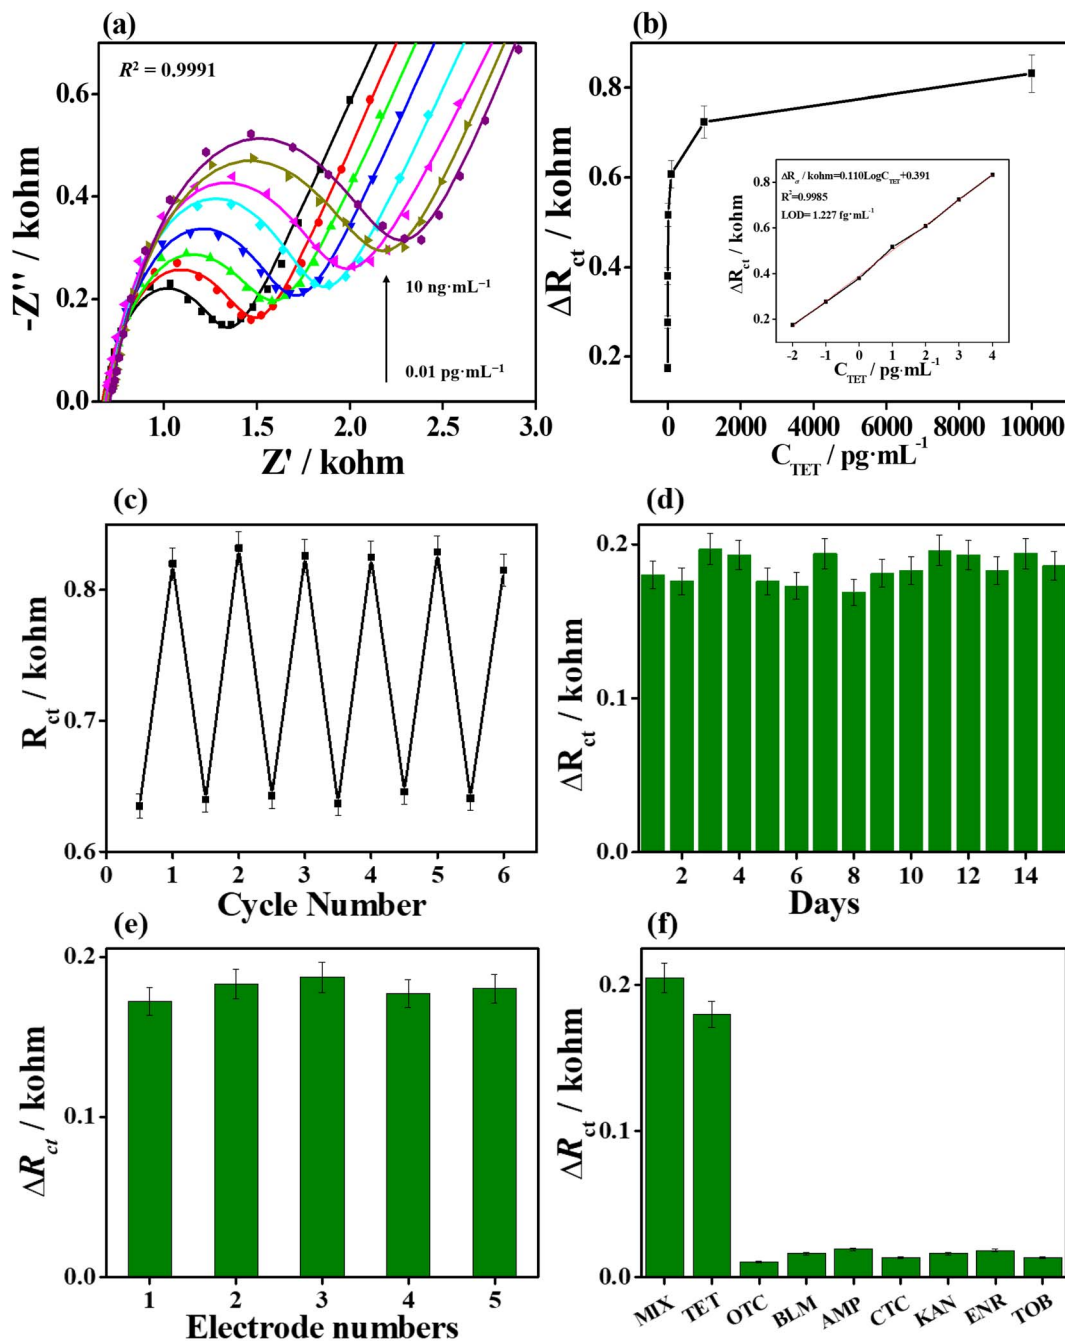 (a)
R² = 0.9991
10 ng·mL⁻¹
0.01 pg·mL⁻¹
-Z'' / kohm
0.6
0.4
0.2
0.0
1.0 1.5 2.0 2.5 3.0
Z' / kohm
(b)
ΔRct / kohm
0.8
0.6
0.4
0.2
0 2000 4000 6000 8000 10000
CTET / pg·mL⁻¹
ΔRct / kohm=0.110LogCTET+0.391
R²=0.9985
LOD= 1.227 fg·mL⁻¹
ΔRct / kohm
0.8
0.6
0.4
0.2
-2 -1 0 1 2 3 4
CTET / pg·mL⁻¹
(c)
Rct / kohm
0.8
0.7
0.6
0 1 2 3 4 5 6
Cycle Number
(d)
ΔRct / kohm
0.2
0.1
0.0
2 4 6 8 10 12 14
Days
(e)
ΔRct / kohm
0.2
0.1
0.0
1 2 3 4 5
Electrode numbers
(f)
ΔRct / kohm
0.2
0.1
0.0
MIX TET OTC BLM AMP CTC KAN ENR TOB